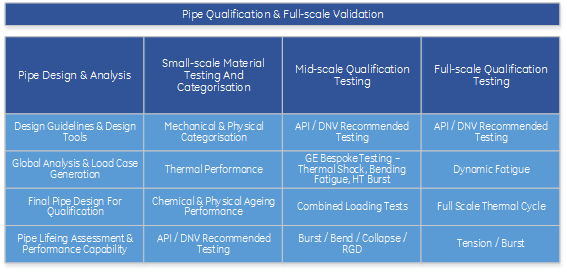 Pipe Qualification & Full-scale Validation
Pipe Design & Analysis
Small-scale Material
Testing And
Categorisation
Mid-scale Qualification
Testing
Full-scale Qualification
Testing
Design Guidelines & Design
Tools
Mechanical & Physical
Categorisation
API / DNV Recommended
Testing
API / DNV Recommended
Testing
Global Analysis & Load Case
Generation
Thermal Performance
GE Bespoke Testing –
Thermal Shock, Bending
Fatigue, HT Burst
Dynamic Fatigue
Final Pipe Design For
Qualification
Chemical & Physical Ageing
Performance
Combined Loading Tests
Full Scale Thermal Cycle
Pipe Lifeing Assessment &
Performance Capability
API / DNV Recommended
Testing
Burst / Bend / Collapse /
RGD
Tension / Burst